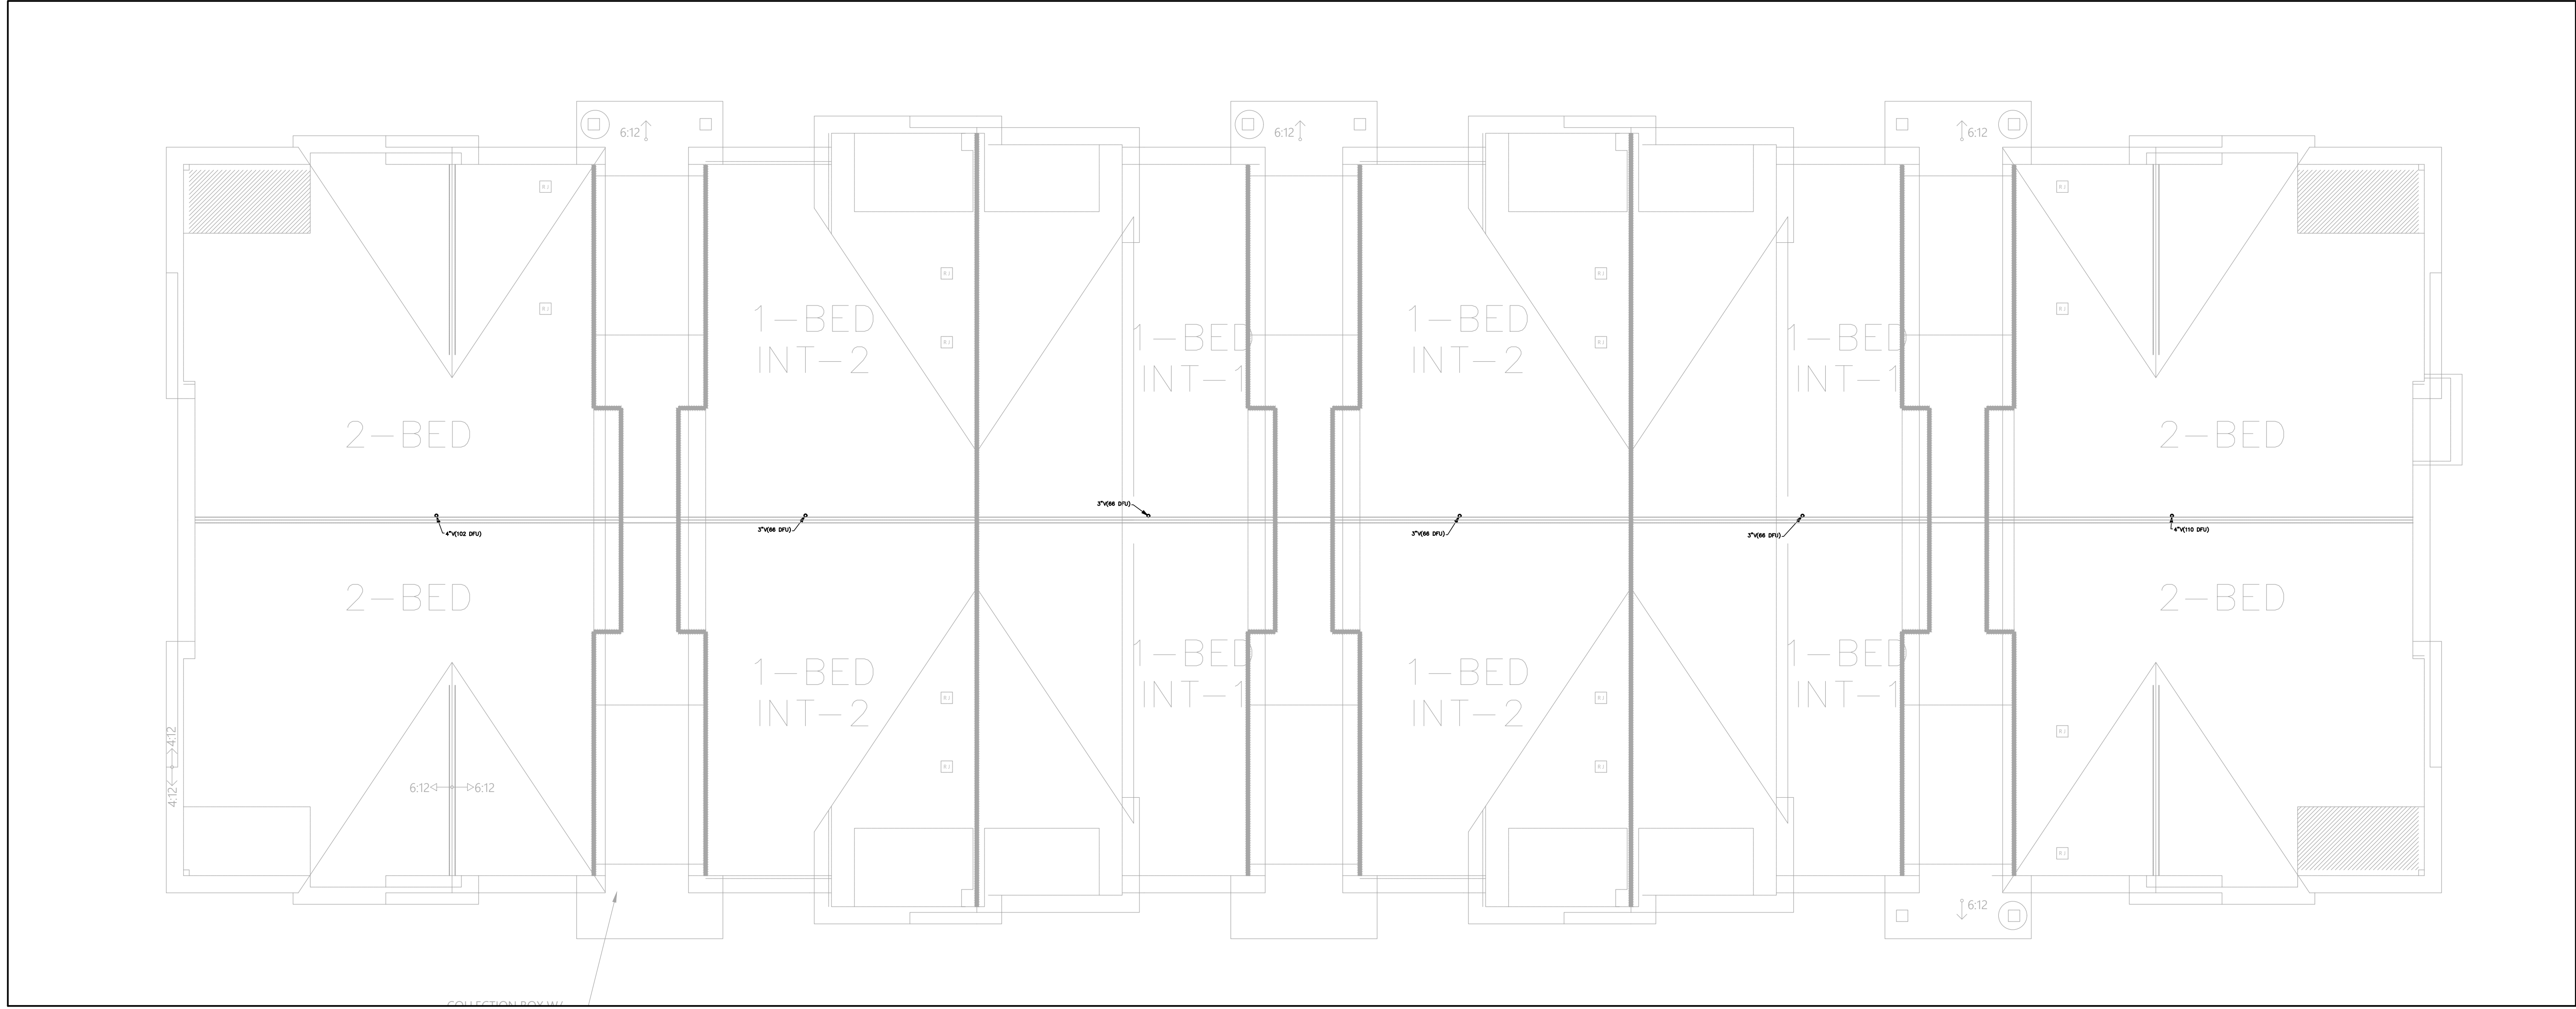 6:12
6:12
6:12
R.I
R.I
R.I
R.I
R.I
R.I
R.I
R.I
1-BED
INT-2
1-BED
INT-1
1-BED
INT-2
1-BED
INT-1
2-BED
2-BED
3"V(66 DFU)
4"V(102 DFU)
3"V(66 DFU)
3"V(66 DFU)
3"V(66 DFU)
4"V(110 DFU)
2-BED
2-BED
1-BED
INT-2
1-BED
INT-1
1-BED
INT-2
1-BED
INT-1
R.I
R.I
R.I
R.I
R.I
R.I
4:12
4:12
6:12
6:12
6:12
COLLECTION BOX W/